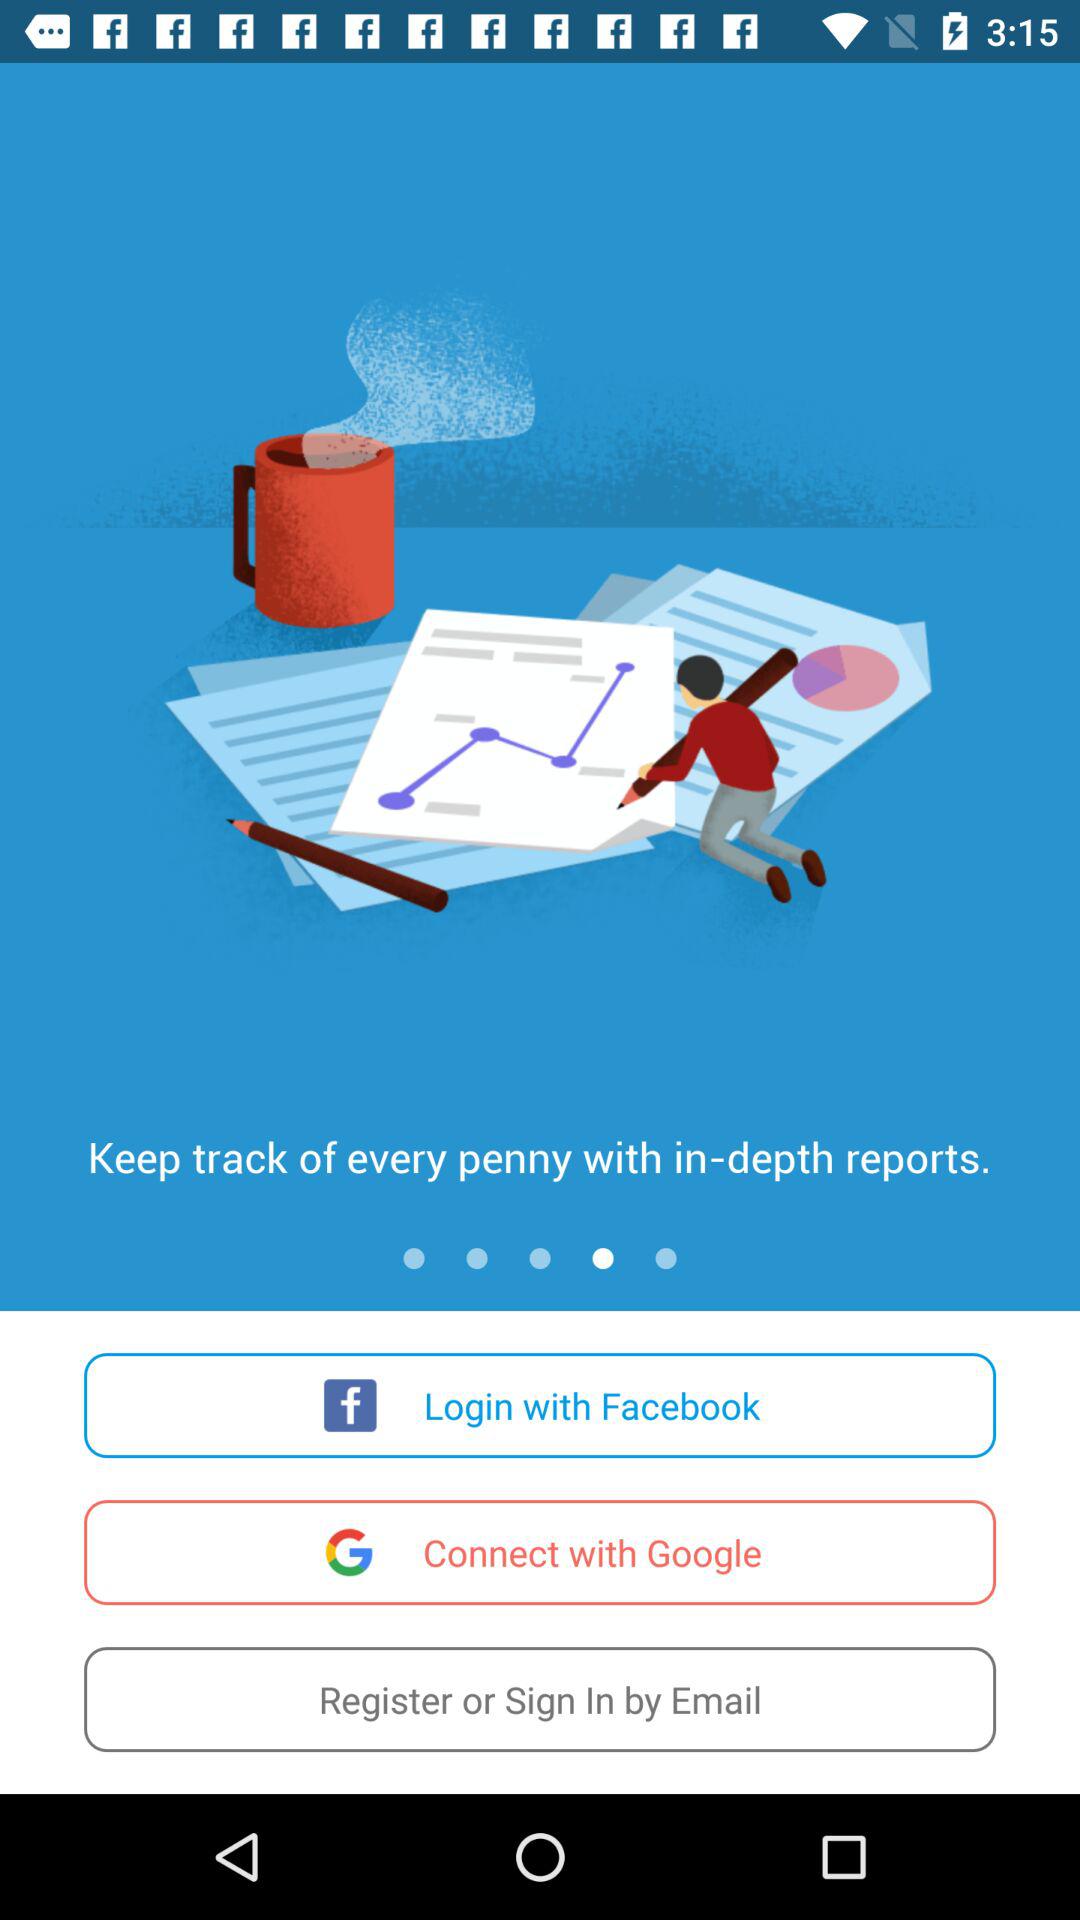 3:15
Keep track of every penny with in-depth reports.
Login with Facebook
Connect with Google
Register or Sign In by Email